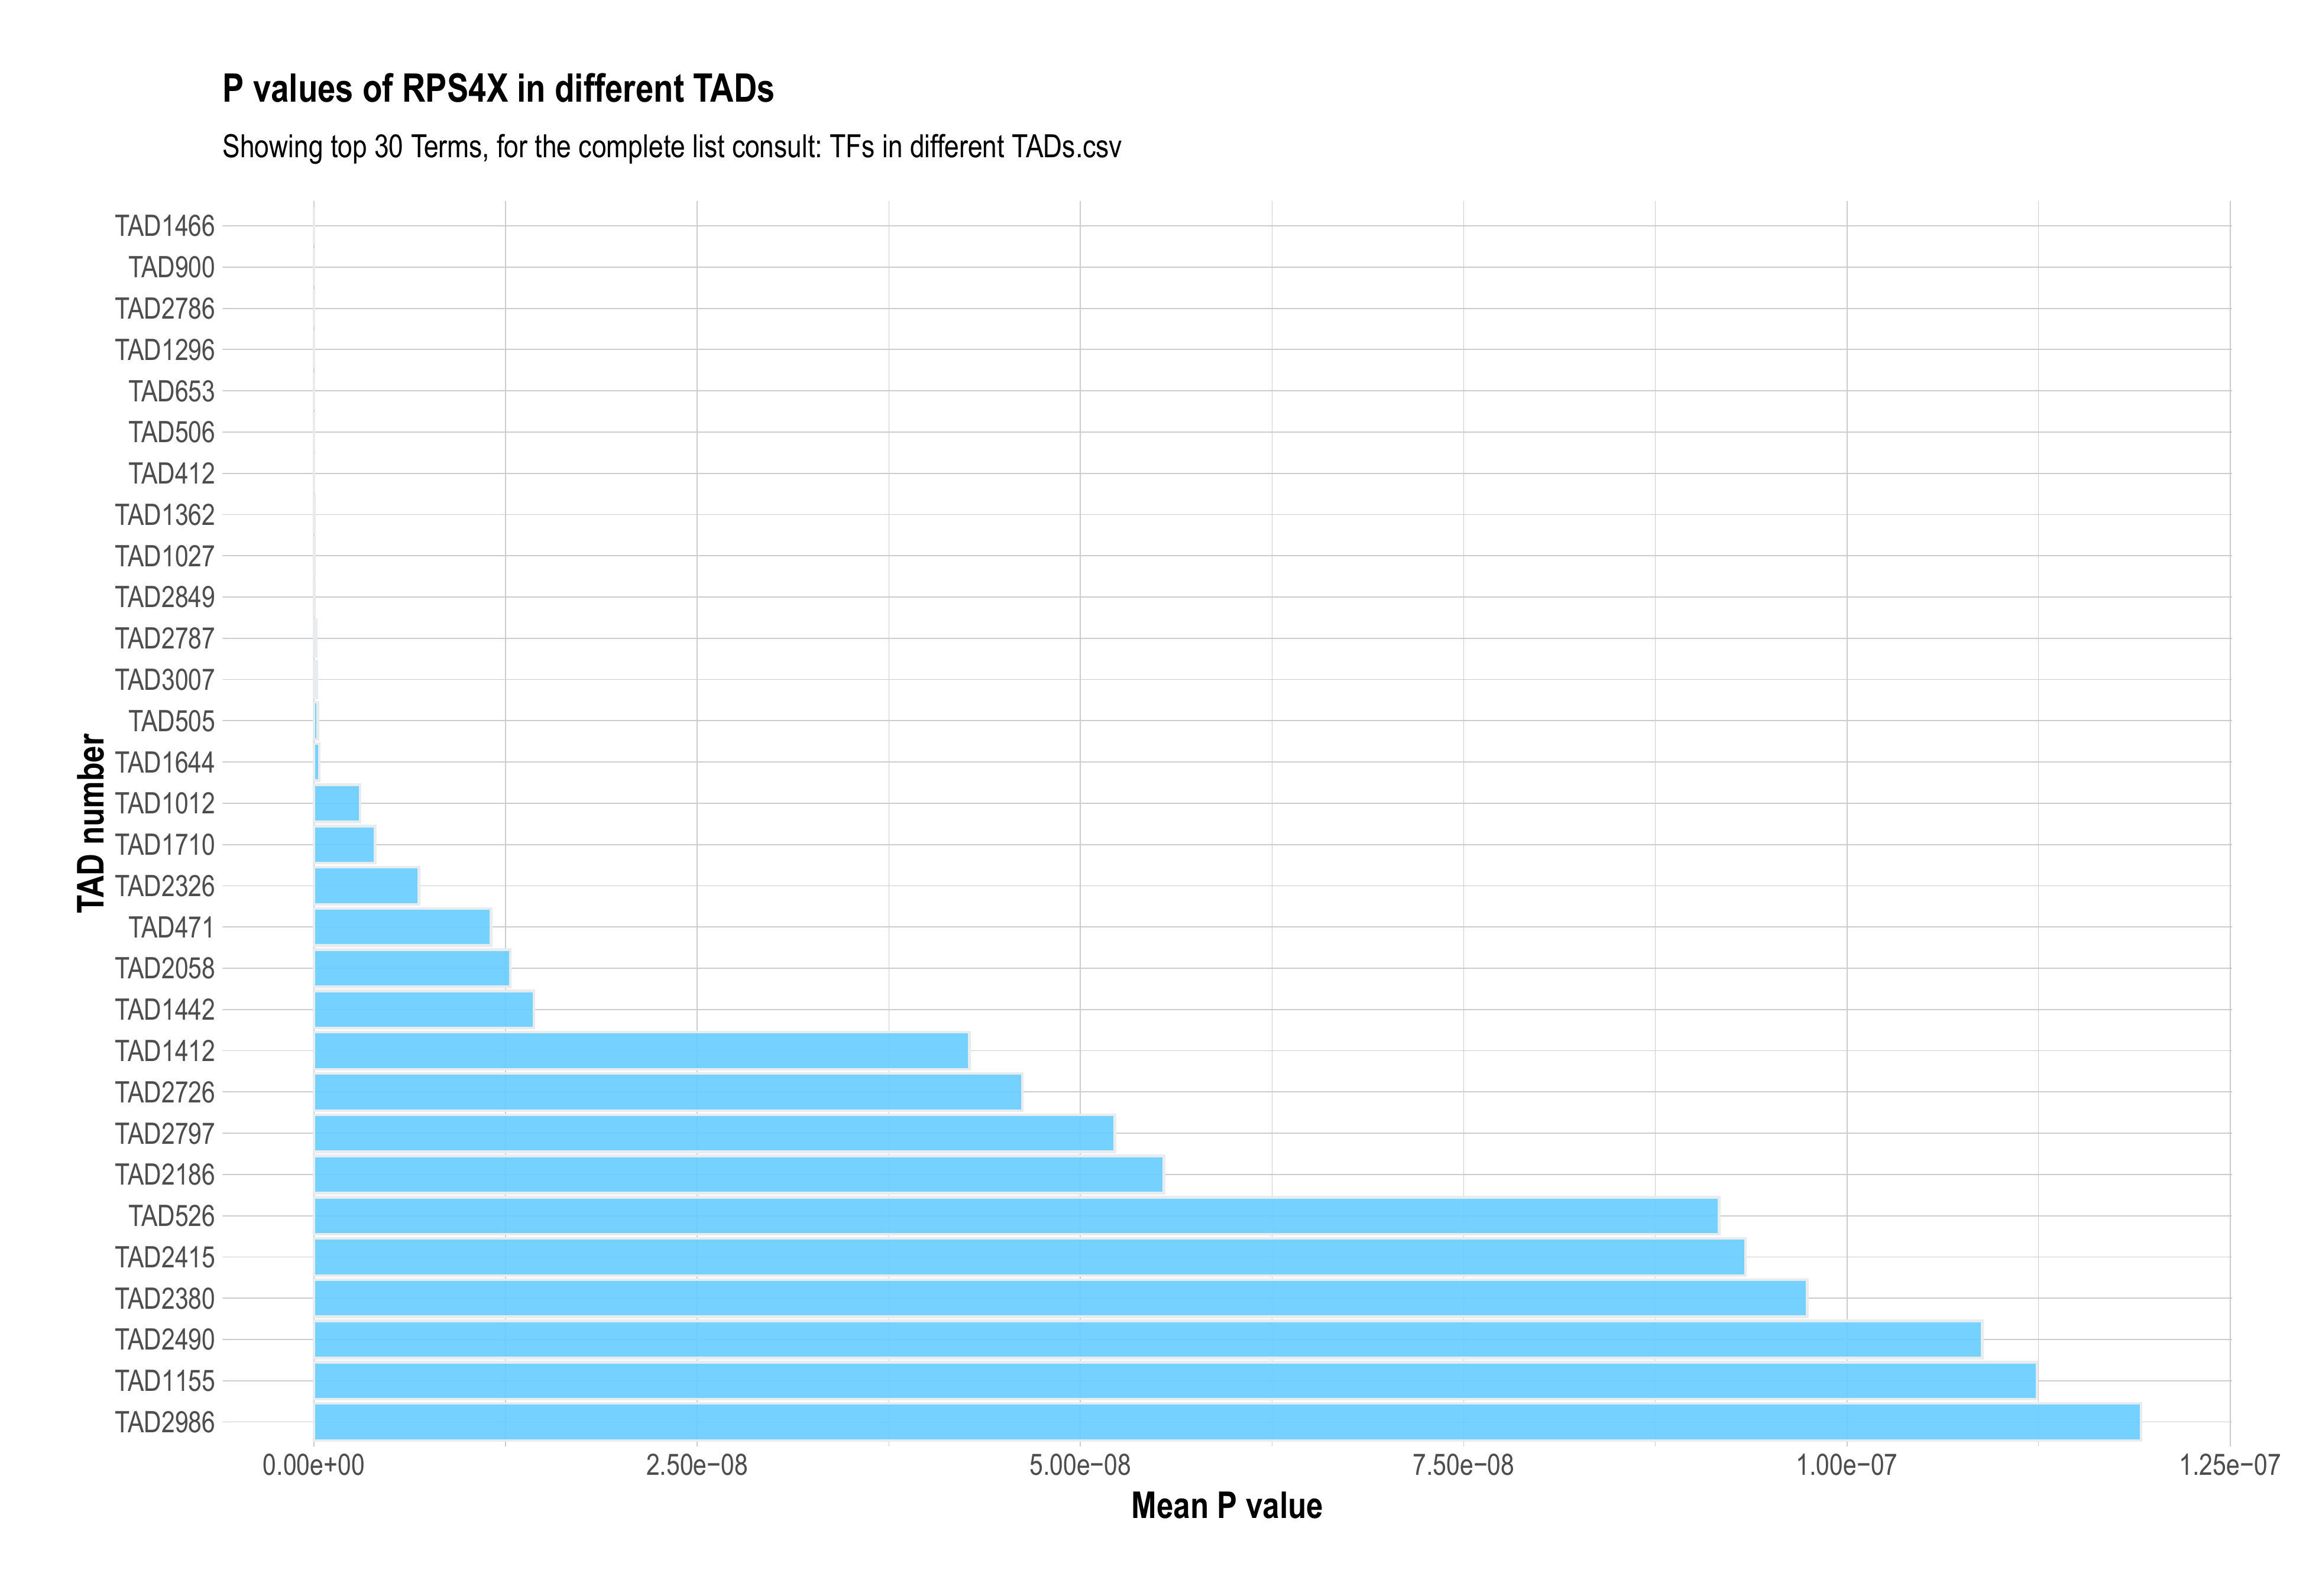 P values of RPS4X in different TADs
Showing top 30 Terms, for the complete list consult: TFs in different TADs.csv
TAD1466
TAD900
TAD2786
TAD1296
TAD653
TAD506
TAD412
TAD1362
TAD1027
TAD2849
TAD2787
TAD3007
TAD505
TAD1644
TAD1012
TAD1710
TAD2326
TAD471
TAD2058
TAD1442
TAD1412
TAD2726
TAD2797
TAD2186
TAD526
TAD2415
TAD2380
TAD2490
TAD1155
TAD2986
TAD number
0.00e+00 2.50e−08 5.00e−08 7.50e−08 1.00e−07 1.25e−07
Mean P value